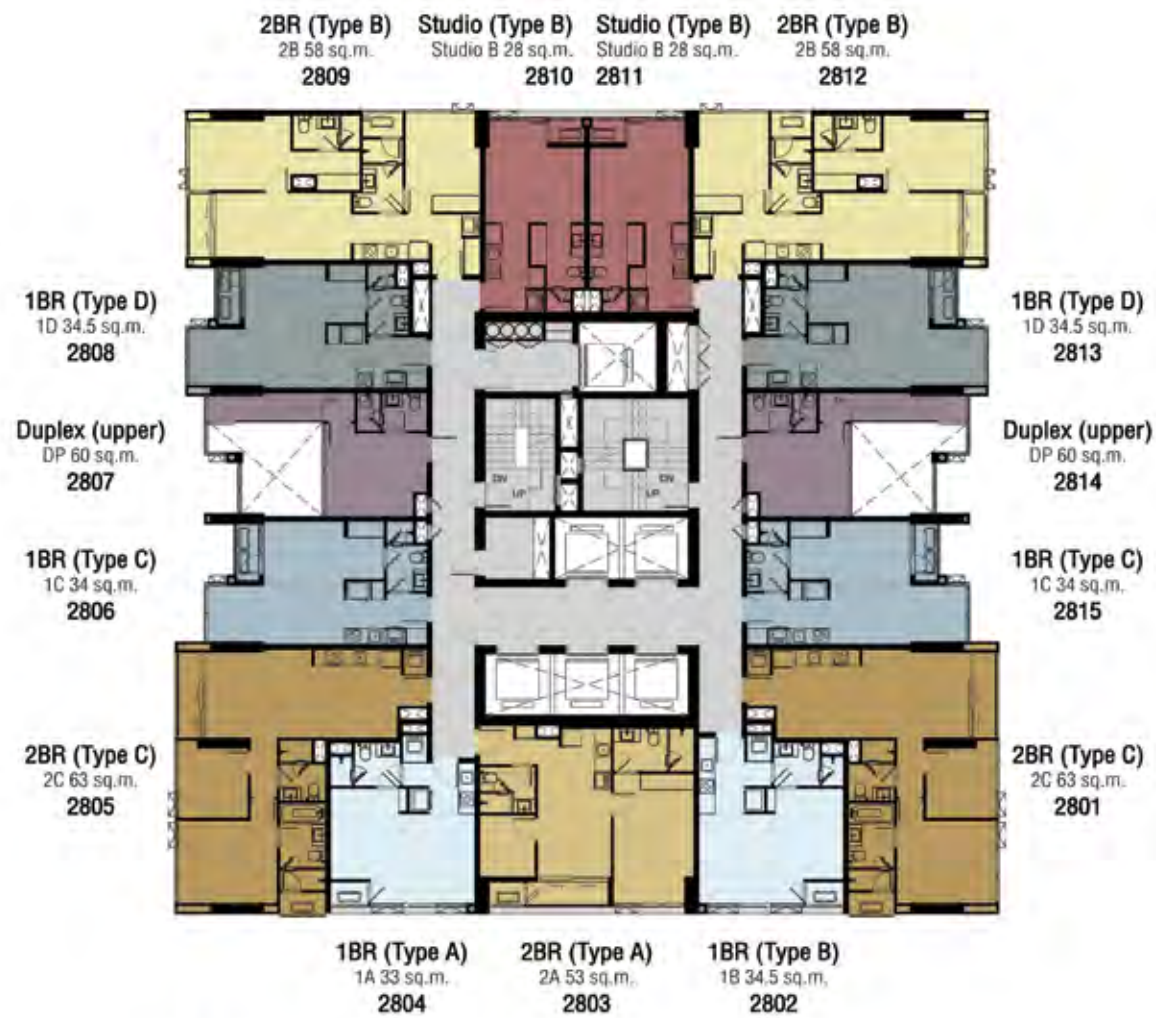 2BR (Type B)
2B 58 sq.m.
2809
Studio (Type B)
Studio B 28 sq.m.
2810
Studio (Type B)
Studio B 28 sq.m.
2811
2BR (Type B)
2B 58 sq.m.
2812
1BR (Type D)
1D 34.5 sq.m.
2808
1BR (Type D)
1D 34.5 sq.m.
2813
Duplex (upper)
DP 60 sq.m.
2807
DN
UP
DN
UP
Duplex (upper)
DP 60 sq.m.
2814
1BR (Type C)
1C 34 sq.m.
2806
1BR (Type C)
1C 34 sq.m.
2815
2BR (Type C)
2C 63 sq.m.
2805
2BR (Type C)
2C 63 sq.m.
2801
1BR (Type A)
1A 33 sq.m.
2804
2BR (Type A)
2A 53 sq.m.
2803
1BR (Type B)
1B 34.5 sq.m.
2802